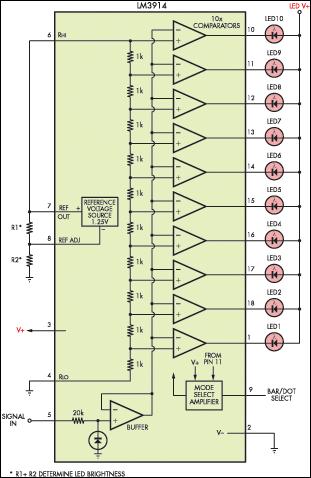 LM3914
10x
COMPARATORS
LED V+
LED10
6 RHI
10
1k
LED9
11
1k
LED8
12
1k
LED7
13
1k
LED6
14
1k
LED5
7 REF OUT +
REFERENCE
VOLTAGE
SOURCE
1.25V
15
R1*
1k
LED4
8 REF ADJ −
16
R2*
1k
LED3
17
1k
LED2
18
1k
LED1
V+ 3
1
1k
4 RLO
FROM
PIN 11
V+
MODE
SELECT
AMPLIFIER
9 BAR/DOT
SELECT
SIGNAL
IN
5 20k
BUFFER
V− 2
* R1+ R2 DETERMINE LED BRIGHTNESS